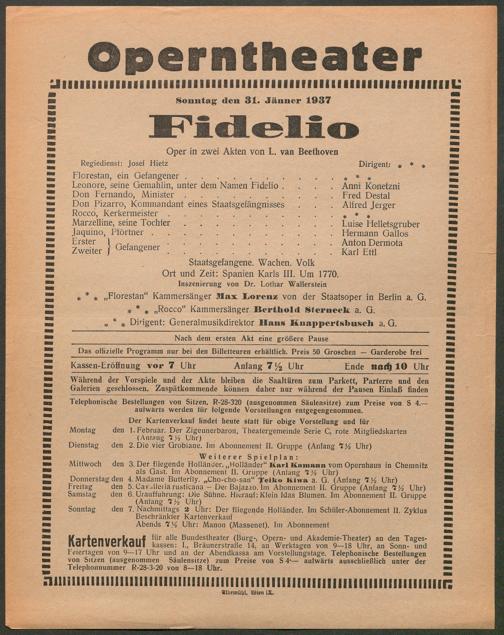 Operntheater
Sonntag den 31. Jänner 1937
Fidelio
Oper in zwei Akten von L. van Beethoven
Regiedienst: Josef Hietz Dirigent: * * *
Florestan, ein Gefangener . . . . . . . . * * *
Leonore, seine Gemahlin, unter dem Namen Fidelio . . . . Anni Konetzni
Don Fernando, Minister . . . . . . . . Fred Destal
Don Pizarro, Kommandant eines Staatsgefängnisses . . . . Alfred Jerger
Rocco, Kerkermeister . . . . . . . . * * *
Marzelline, seine Tochter . . . . . . . . Luise Helletsgruber
Jaquino, Pförtner . . . . . . . . Hermann Gallos
Erster } Gefangener . . . . . . . . Anton Dermota
Zweiter } Karl Ettl
Staatsgefangene. Wachen. Volk
Ort und Zeit: Spanien Karls III. Um 1770.
Inszenierung von Dr. Lothar Wallerstein
* * * „Florestan" Kammersänger Max Lorenz von der Staatsoper in Berlin a. G.
* * * „Rocco" Kammersänger Berthold Sterneck a. G.
* * * Dirigent: Generalmusikdirektor Hans Knappertsbusch a. G.
Nach dem ersten Akt eine größere Pause
Das offizielle Programm nur bei den Billetteuren erhältlich. Preis 50 Groschen — Garderobe frei
Kassen-Eröffnung vor 7 Uhr Anfang 7½ Uhr Ende nach 10 Uhr
Während der Vorspiele und der Akte bleiben die Saaltüren zum Parkett, Parterre und den
Galerien geschlossen. Zuspätkommende können daher nur während der Pausen Einlaß finden
Telephonische Bestellungen von Sitzen, R-28-320 (ausgenommen Säulensitze) zum Preise von S 4.—
aufwärts werden für folgende Vorstellungen entgegengenommen.
Der Kartenverkauf findet heute statt für obige Vorstellung und für
Montag den 1. Februar. Der Zigeunerbaron, Theatergemeinde Serie C, rote Mitgliedskarten
(Anfang 7½ Uhr)
Dienstag den 2. Die vier Grobiane. Im Abonnement II. Gruppe (Anfang 7½ Uhr)
Weiterer Spielplan:
Mittwoch den 3. Der fliegende Holländer. „Holländer" Karl Kamann vom Opernhaus in Chemnitz
als Gast. Im Abonnement II. Gruppe (Anfang 7½ Uhr)
Donnerstag den 4. Madame Butterfly. „Cho-cho-san" Teiko Kiwa a. G. (Anfang 7½ Uhr)
Freitag den 5. Cavalleria rusticana — Der Bajazzo. Im Abonnement II. Gruppe (Anfang 7½ Uhr)
Samstag den 6. Uraufführung: Die Sühne. Hierauf: Klein Idas Blumen. Im Abonnement II. Gruppe
(Anfang 7½ Uhr)
Sonntag den 7. Nachmittags 2 Uhr: Der fliegende Holländer. Im Schüler-Abonnement II. Zyklus
Beschränkter Kartenverkauf
Abends 7½ Uhr: Manon (Massenet). Im Abonnement
Kartenverkauf für alle Bundestheater (Burg-, Opern- und Akademie-Theater) an den Tages-
kassen: I., Bräunerstraße 14, an Werktagen von 9—18 Uhr, an Sonn- und
Feiertagen von 9—17 Uhr und an der Abendkassa am Vorstellungstage. Telephonische Bestellungen
von Sitzen (ausgenommen Säulensitze) zum Preise von S 4·— aufwärts ausschließlich unter der
Telephonnummer R-28-3-20 von 8—18 Uhr.